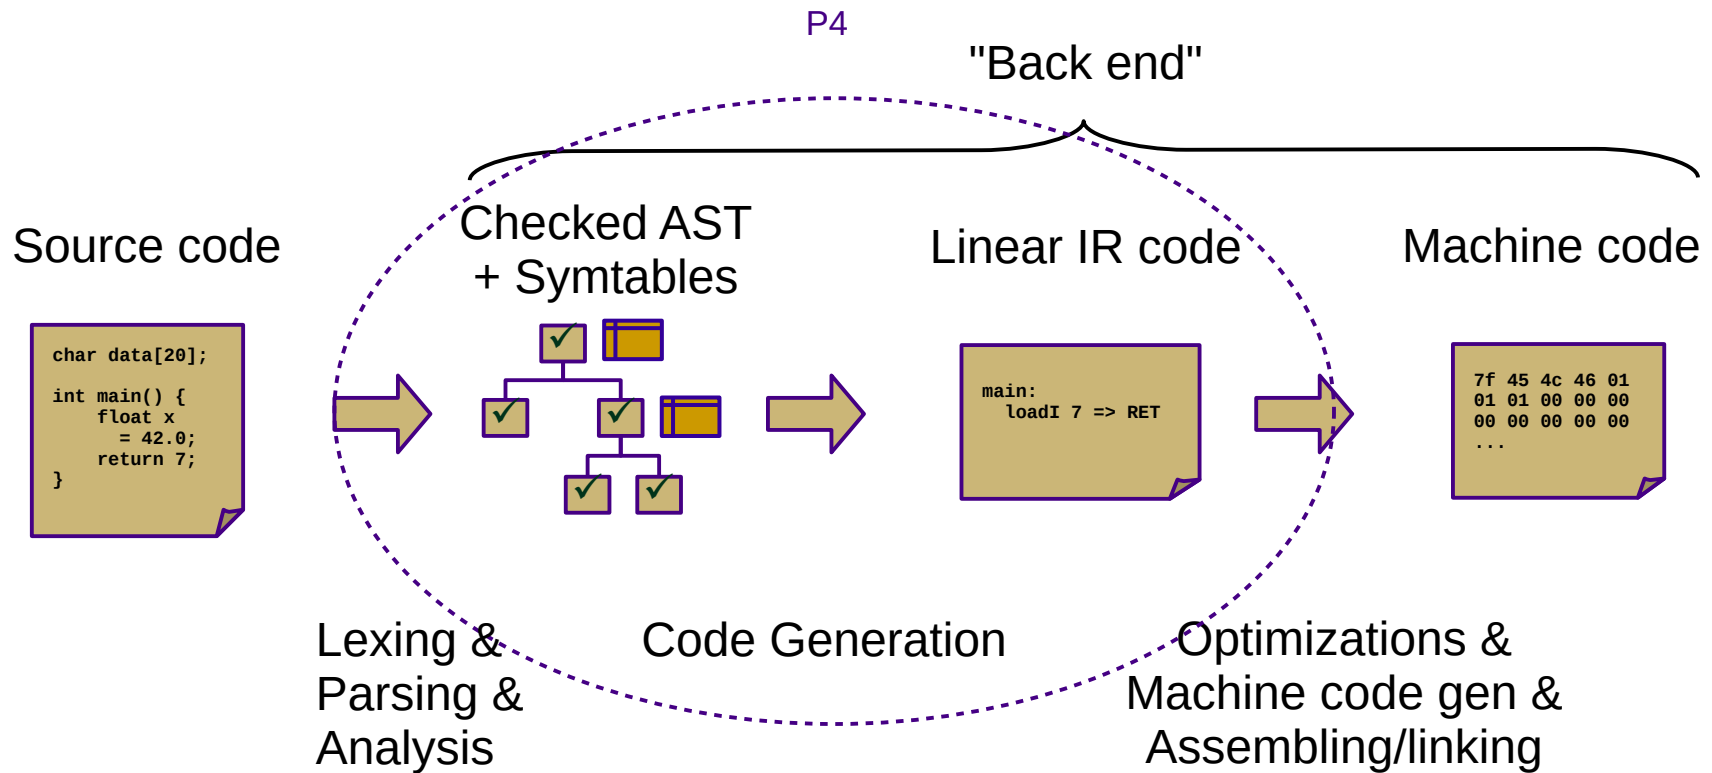 P4
"Back end"
Source code
Checked AST
+ Symtables
Linear IR code
Machine code
char data[20];
int main() {
    float x
      = 42.0;
    return 7;
}
main:
  loadI 7 => RET
7f 45 4c 46 01
01 01 00 00 00
00 00 00 00 00
...
Lexing &
Parsing &
Analysis
Code Generation
Optimizations &
Machine code gen &
Assembling/linking